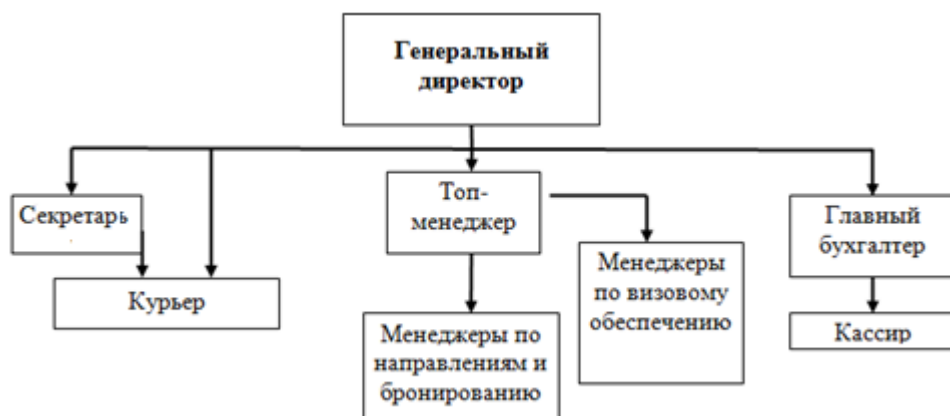 Генеральный
директор
Секретарь
Топ-
менеджер
Главный
бухгалтер
Курьер
Менеджеры
по визовому
обеспечению
Менеджеры по
направлениям и
бронированию
Кассир